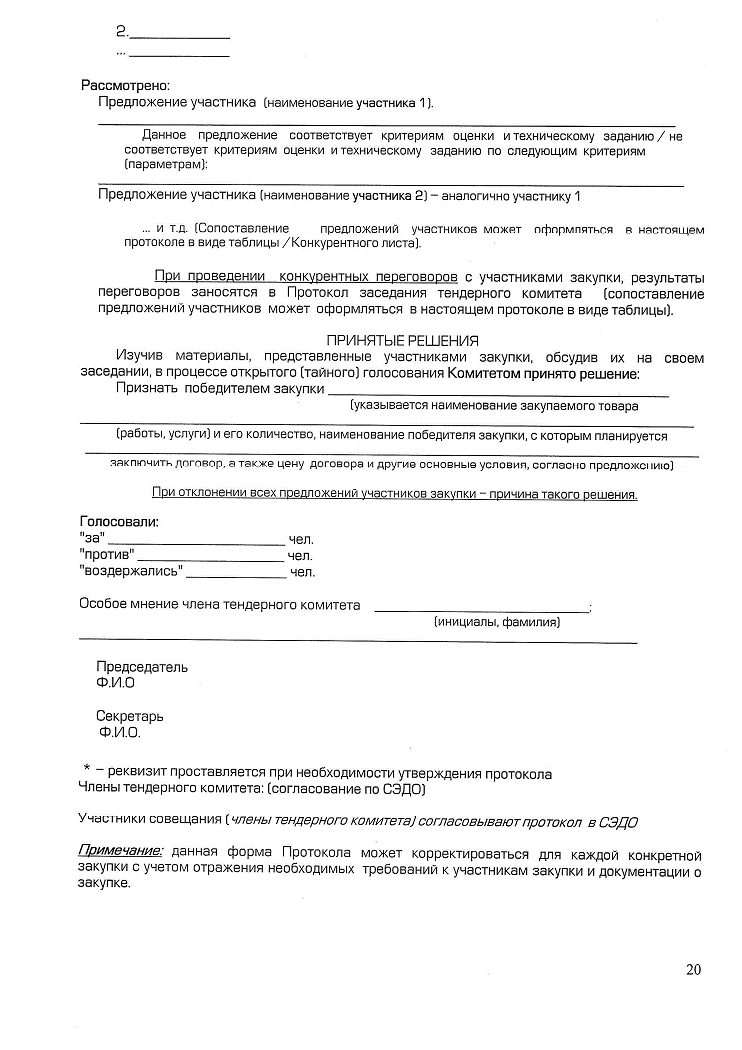 2.______________
... ______________
Рассмотрено:
Предложение участника (наименование участника 1).
Данное предложение соответствует критериям оценки и техническому заданию / не
соответствует критериям оценки и техническому заданию по следующим критериям
(параметрам):
Предложение участника (наименование участника 2) – аналогично участнику 1
... и т.д. (Сопоставление предложений участников может оформляться в настоящем
протоколе в виде таблицы /Конкурентного листа).
При проведении конкурентных переговоров с участниками закупки, результаты
переговоров заносятся в Протокол заседания тендерного комитета (сопоставление
предложений участников может оформляться в настоящем протоколе в виде таблицы).
ПРИНЯТЫЕ РЕШЕНИЯ
Изучив материалы, представленные участниками закупки, обсудив их на своем
заседании, в процессе открытого (тайного) голосования Комитетом принято решение:
Признать победителем закупки ______________
(указывается наименование закупаемого товара
(работы, услуги) и его количество, наименование победителя закупки, с которым планируется
заключить договор, а также цену договора и другие основные условия, согласно предложению)
При отклонении всех предложений участников закупки – причина такого решения.
Голосовали:
"за" ______________ чел.
"против" ______________ чел.
"воздержались" ______________ чел.
Особое мнение члена тендерного комитета ______________;
(инициалы, фамилия)
Председатель
Ф.И.О
Секретарь
Ф.И.О.
* – реквизит проставляется при необходимости утверждения протокола
Члены тендерного комитета: (согласование по СЭДО)
Участники совещания (члены тендерного комитета) согласовывают протокол в СЭДО
Примечание: данная форма Протокола может корректироваться для каждой конкретной
закупки с учетом отражения необходимых требований к участникам закупки и документации о
закупке.
20